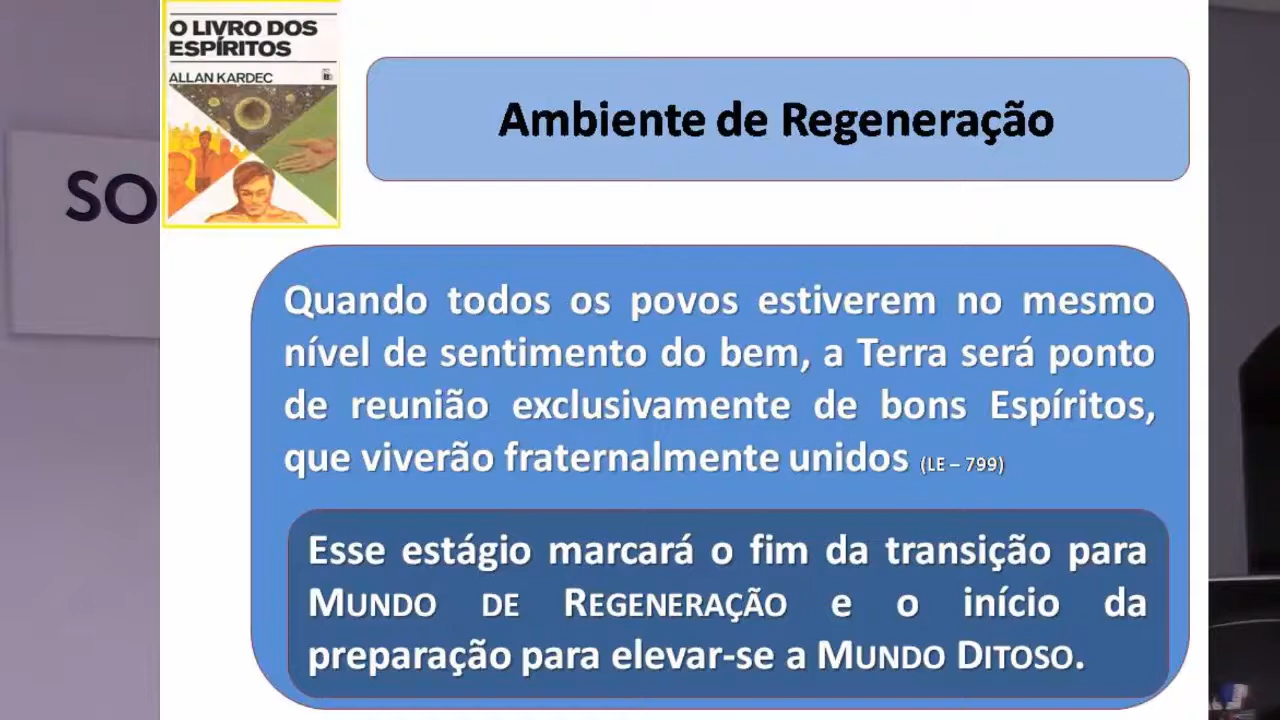 SO
O LIVRO DOS
ESPÍRITOS
ALLAN KARDEC
Ambiente de Regeneração
Quando todos os povos estiverem no mesmo
nível de sentimento do bem, a Terra será ponto
de reunião exclusivamente de bons Espíritos,
que viverão fraternalmente unidos (LE – 799)
Esse estágio marcará o fim da transição para
MUNDO DE REGENERAÇÃO e o início da
preparação para elevar-se a MUNDO DITOSO.